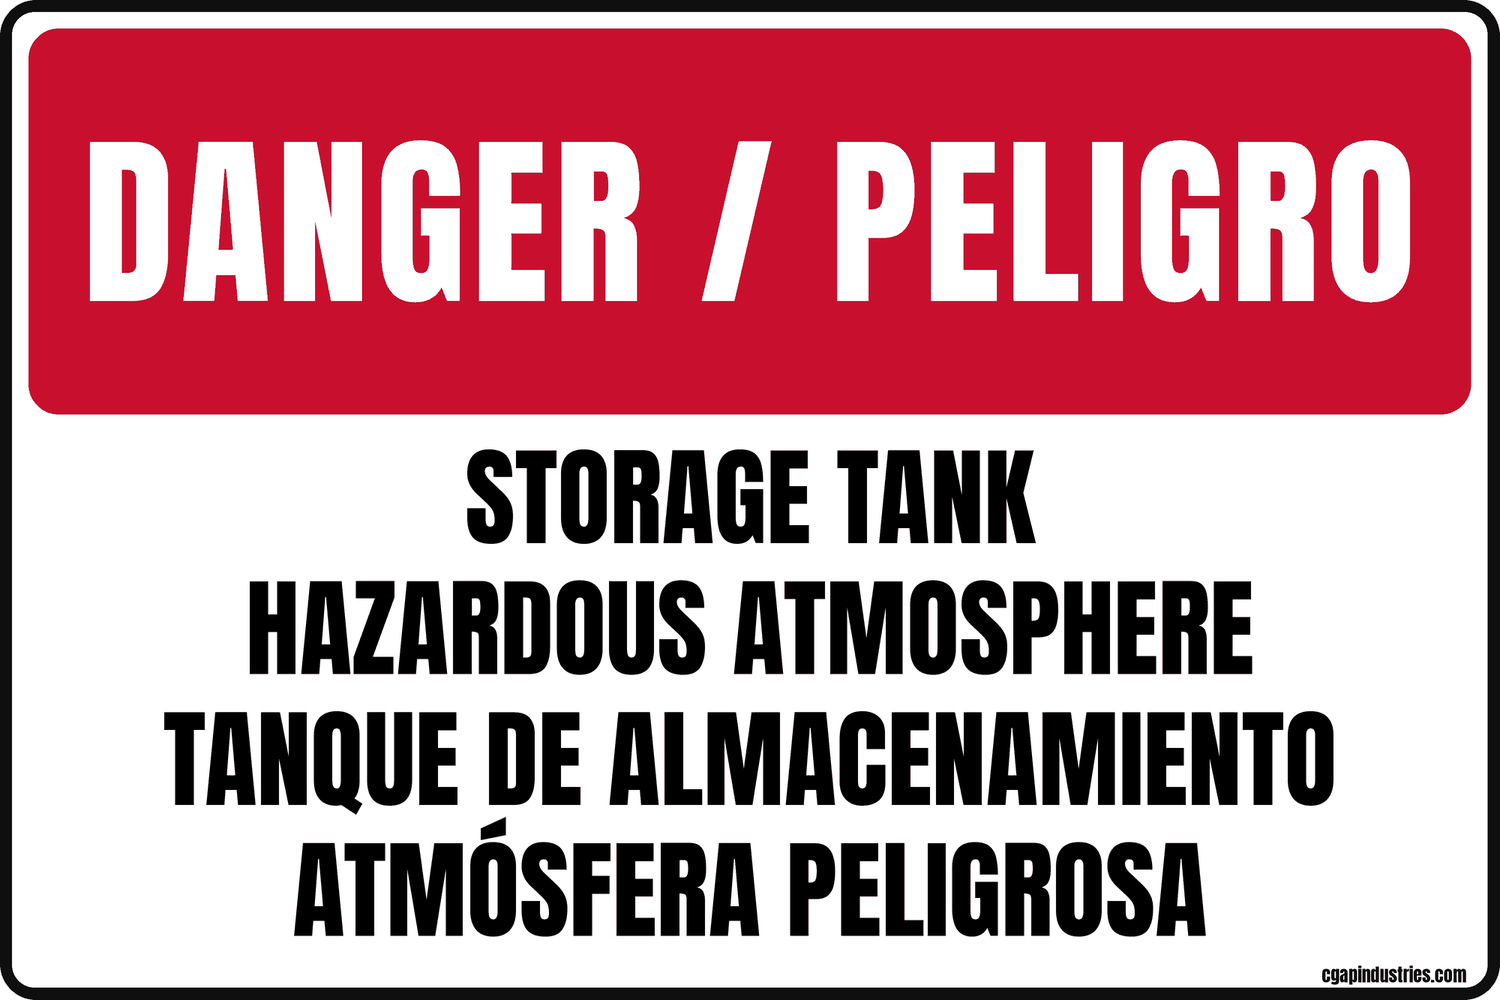 DANGER / PELIGRO
STORAGE TANK
HAZARDOUS ATMOSPHERE
TANQUE DE ALMACENAMIENTO
ATMÓSFERA PELIGROSA
cgapindustries.com